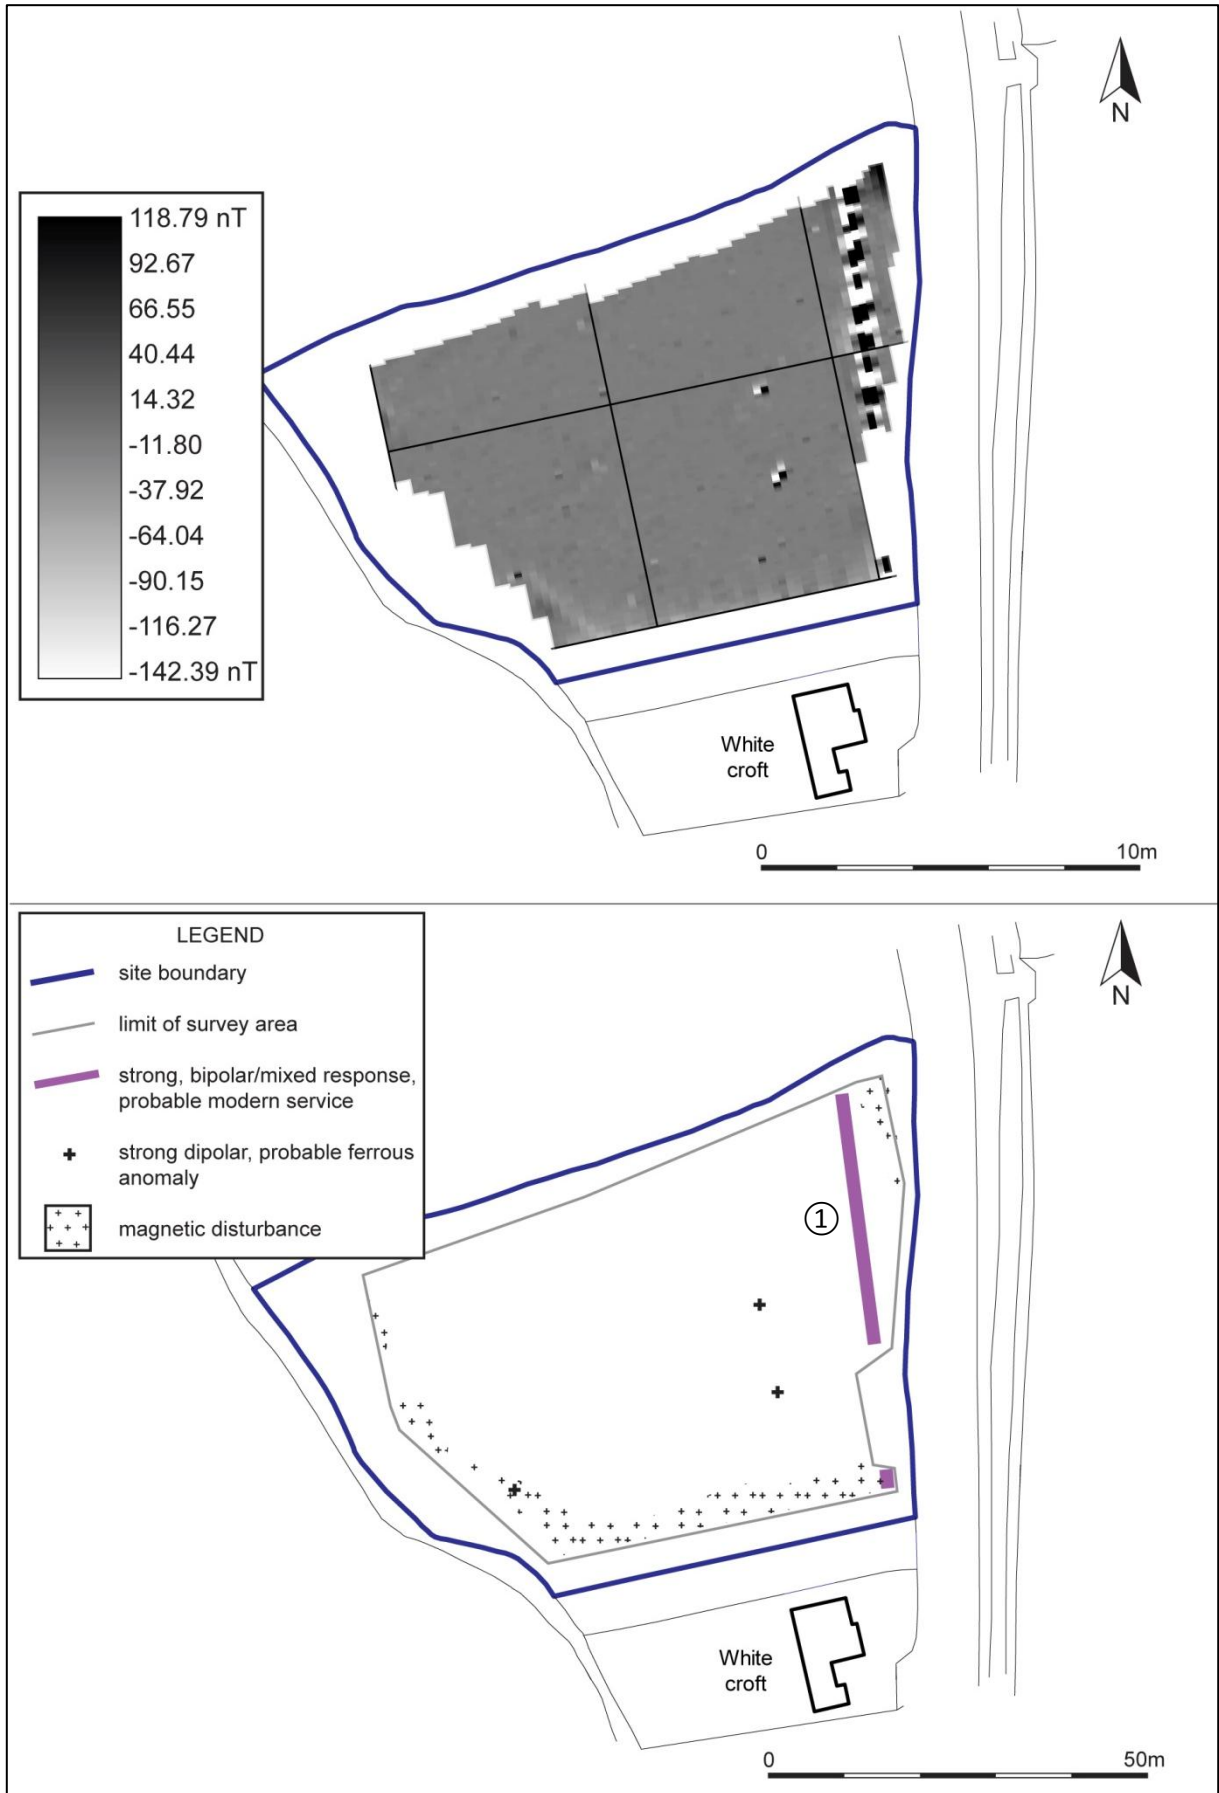 N
118.79 nT
92.67
66.55
40.44
14.32
-11.80
-37.92
-64.04
-90.15
-116.27
-142.39 nT
White
croft
0 10m
LEGEND
site boundary
limit of survey area
strong, bipolar/mixed response,
probable modern service
strong dipolar, probable ferrous
anomaly
magnetic disturbance
N
①
White
croft
0 50m